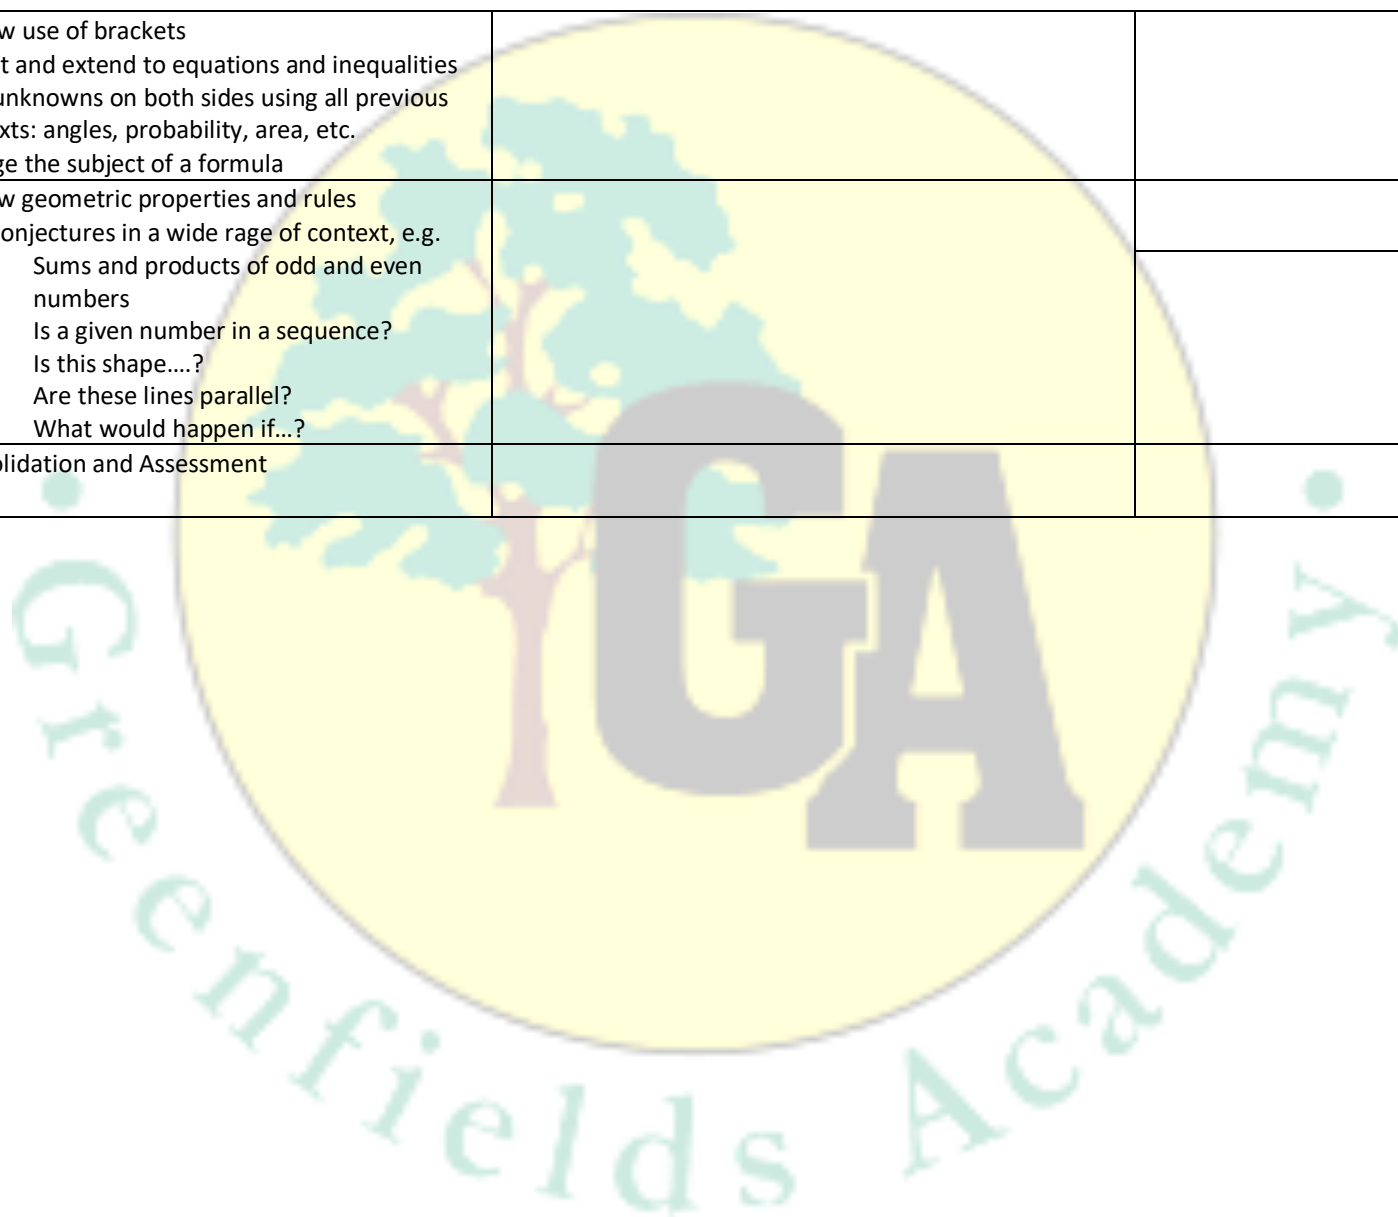 w use of brackets
t and extend to equations and inequalities
unknowns on both sides using all previous
xts: angles, probability, area, etc.
ge the subject of a formula
w geometric properties and rules
onjectures in a wide rage of context, e.g.
Sums and products of odd and even
numbers
Is a given number in a sequence?
Is this shape....?
Are these lines parallel?
What would happen if...?
lidation and Assessment
GA
Greenfields Academy